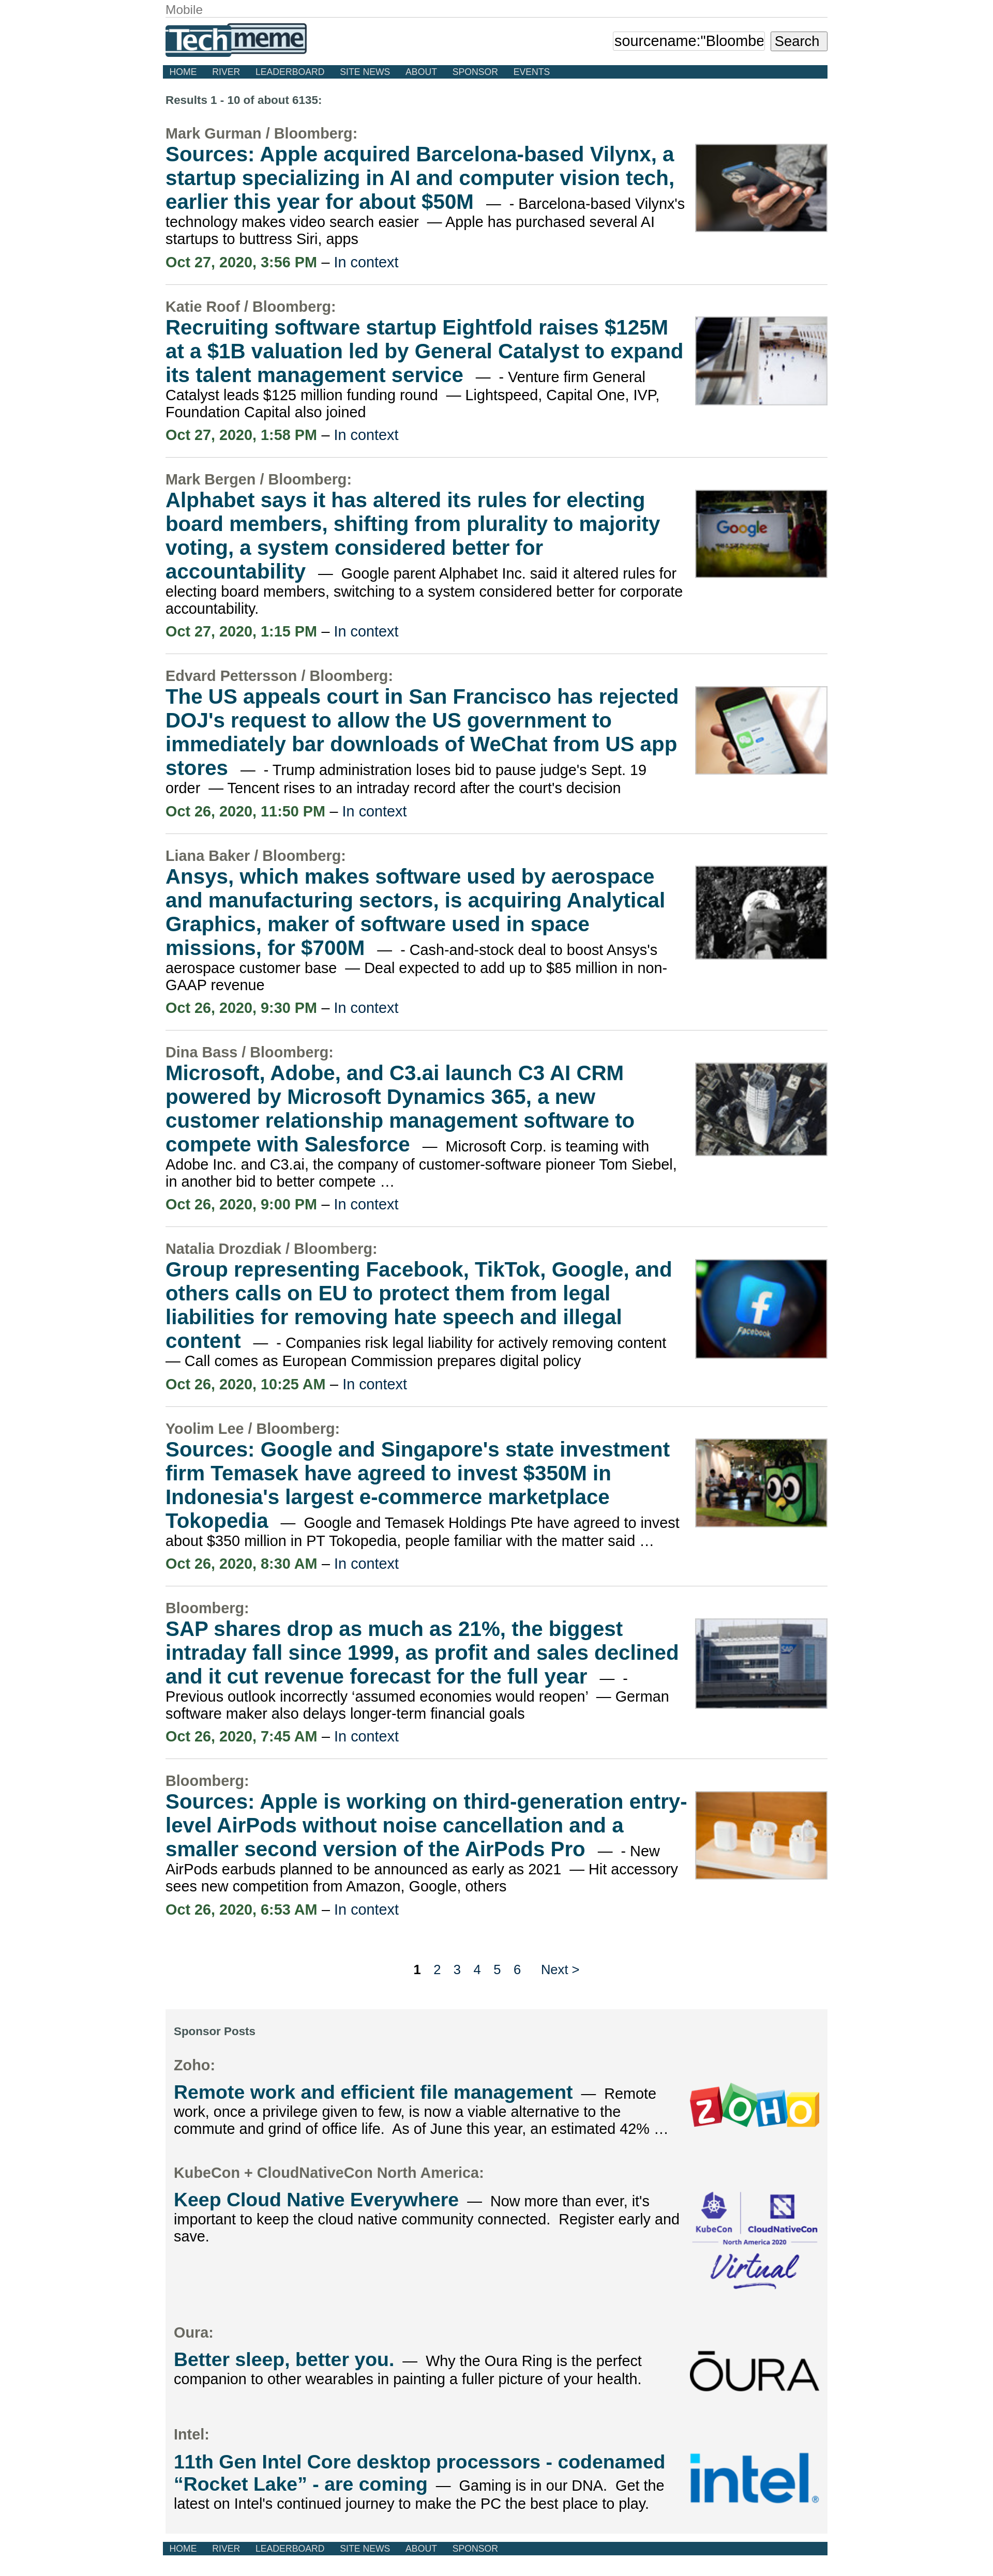 Mobile
Techmeme
sourcename:"Bloombe
Search
HOME RIVER LEADERBOARD SITE NEWS ABOUT SPONSOR EVENTS
Results 1 - 10 of about 6135:
Mark Gurman / Bloomberg:
Sources: Apple acquired Barcelona-based Vilynx, a
startup specializing in AI and computer vision tech,
earlier this year for about $50M — - Barcelona-based Vilynx's
technology makes video search easier — Apple has purchased several AI
startups to buttress Siri, apps
Oct 27, 2020, 3:56 PM – In context
Katie Roof / Bloomberg:
Recruiting software startup Eightfold raises $125M
at a $1B valuation led by General Catalyst to expand
its talent management service — - Venture firm General
Catalyst leads $125 million funding round — Lightspeed, Capital One, IVP,
Foundation Capital also joined
Oct 27, 2020, 1:58 PM – In context
Mark Bergen / Bloomberg:
Alphabet says it has altered its rules for electing
board members, shifting from plurality to majority
voting, a system considered better for
accountability — Google parent Alphabet Inc. said it altered rules for
electing board members, switching to a system considered better for corporate
accountability.
Google
Oct 27, 2020, 1:15 PM – In context
Edvard Pettersson / Bloomberg:
The US appeals court in San Francisco has rejected
DOJ's request to allow the US government to
immediately bar downloads of WeChat from US app
stores — - Trump administration loses bid to pause judge's Sept. 19
order — Tencent rises to an intraday record after the court's decision
Oct 26, 2020, 11:50 PM – In context
Liana Baker / Bloomberg:
Ansys, which makes software used by aerospace
and manufacturing sectors, is acquiring Analytical
Graphics, maker of software used in space
missions, for $700M — - Cash-and-stock deal to boost Ansys's
aerospace customer base — Deal expected to add up to $85 million in non-
GAAP revenue
Oct 26, 2020, 9:30 PM – In context
Dina Bass / Bloomberg:
Microsoft, Adobe, and C3.ai launch C3 AI CRM
powered by Microsoft Dynamics 365, a new
customer relationship management software to
compete with Salesforce — Microsoft Corp. is teaming with
Adobe Inc. and C3.ai, the company of customer-software pioneer Tom Siebel,
in another bid to better compete …
Oct 26, 2020, 9:00 PM – In context
Natalia Drozdiak / Bloomberg:
Group representing Facebook, TikTok, Google, and
others calls on EU to protect them from legal
liabilities for removing hate speech and illegal
content — - Companies risk legal liability for actively removing content
— Call comes as European Commission prepares digital policy
Facebook
Oct 26, 2020, 10:25 AM – In context
Yoolim Lee / Bloomberg:
Sources: Google and Singapore's state investment
firm Temasek have agreed to invest $350M in
Indonesia's largest e-commerce marketplace
Tokopedia — Google and Temasek Holdings Pte have agreed to invest
about $350 million in PT Tokopedia, people familiar with the matter said …
Oct 26, 2020, 8:30 AM – In context
Bloomberg:
SAP shares drop as much as 21%, the biggest
intraday fall since 1999, as profit and sales declined
and it cut revenue forecast for the full year — -
Previous outlook incorrectly ‘assumed economies would reopen’ — German
software maker also delays longer-term financial goals
SAP
Oct 26, 2020, 7:45 AM – In context
Bloomberg:
Sources: Apple is working on third-generation entry-
level AirPods without noise cancellation and a
smaller second version of the AirPods Pro — - New
AirPods earbuds planned to be announced as early as 2021 — Hit accessory
sees new competition from Amazon, Google, others
Oct 26, 2020, 6:53 AM – In context
1 2 3 4 5 6 Next >
Sponsor Posts
Zoho:
Remote work and efficient file management — Remote
work, once a privilege given to few, is now a viable alternative to the
commute and grind of office life. As of June this year, an estimated 42% …
ZOHO
KubeCon + CloudNativeCon North America:
Keep Cloud Native Everywhere — Now more than ever, it's
important to keep the cloud native community connected. Register early and
save.
KubeCon CloudNativeCon
North America 2020
Virtual
Oura:
Better sleep, better you. — Why the Oura Ring is the perfect
companion to other wearables in painting a fuller picture of your health.
ŌURA
Intel:
11th Gen Intel Core desktop processors - codenamed
“Rocket Lake” - are coming — Gaming is in our DNA. Get the
latest on Intel's continued journey to make the PC the best place to play.
intel®
HOME RIVER LEADERBOARD SITE NEWS ABOUT SPONSOR